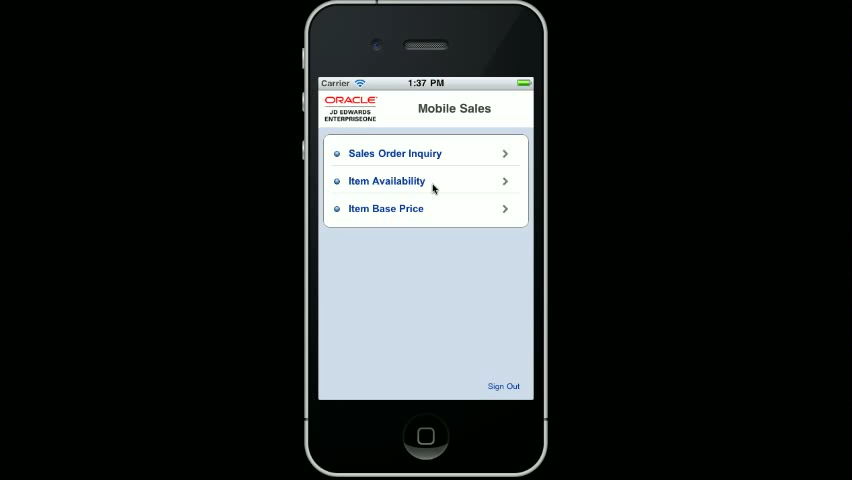 Carrier 1:37 PM
ORACLE
JD EDWARDS
ENTERPRISEONE
Mobile Sales
Sales Order Inquiry
Item Availability
Item Base Price
Sign Out